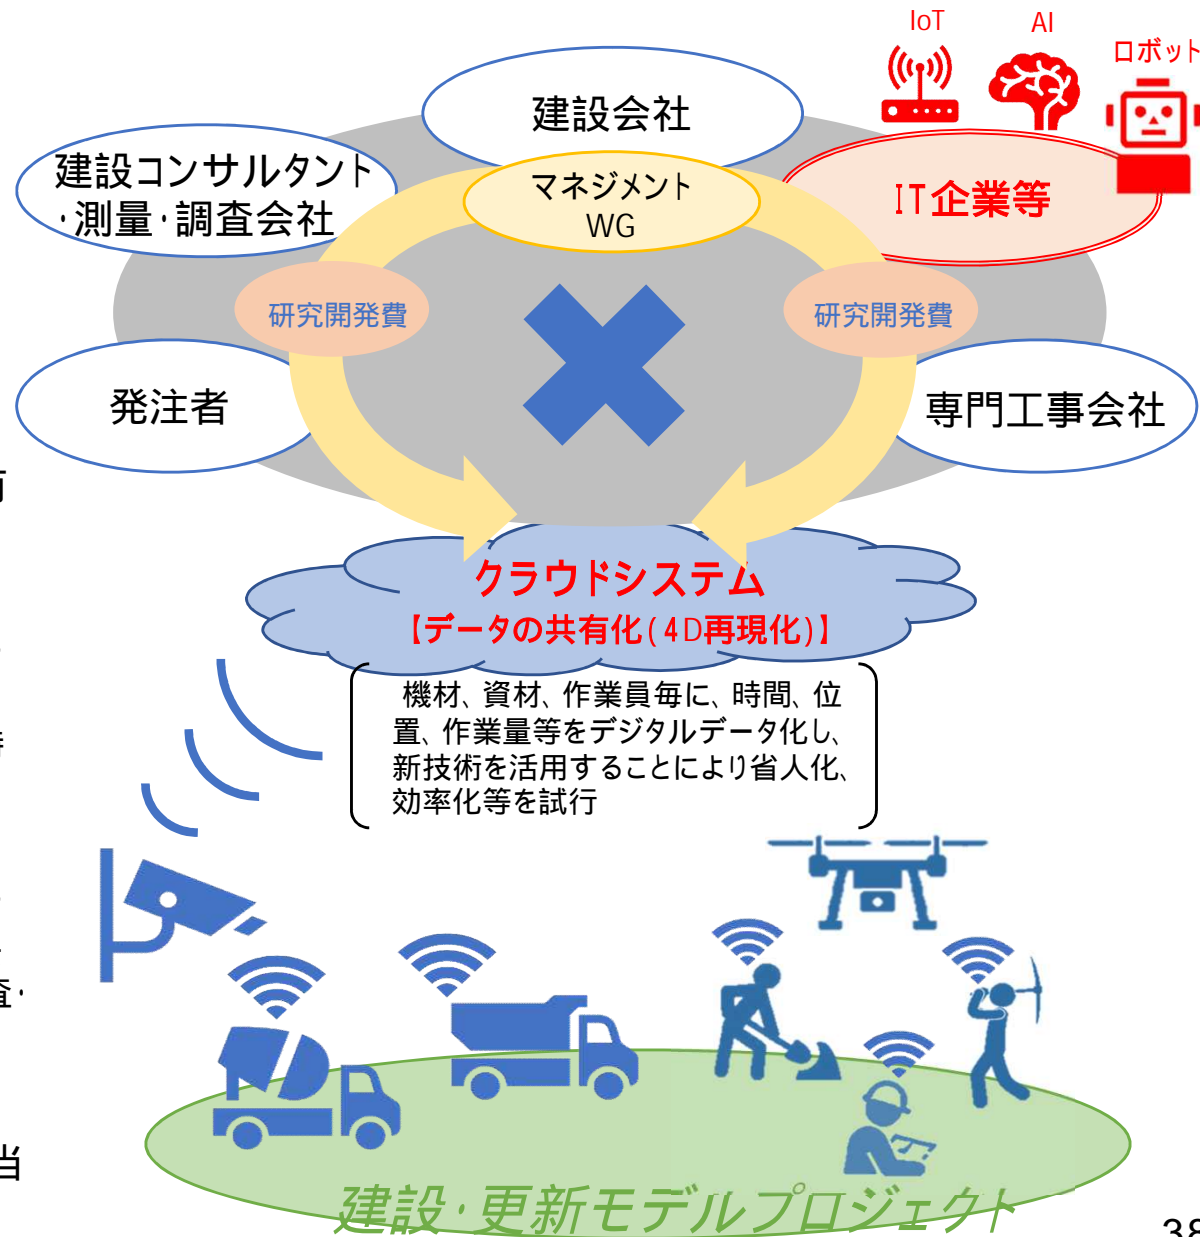 IoT
AI
ロボット
建設会社
建設コンサルタント
・測量・調査会社
マネジメント
WG
IT企業等
研究開発費
研究開発費
発注者
専門工事会社
クラウドシステム
【データの共有化(4D再現化)】
機材、資材、作業員毎に、時間、位
置、作業量等をデジタルデータ化し、
新技術を活用することにより省人化、
効率化等を試行
査・
当
建設・更新モデルプロジェクト
38